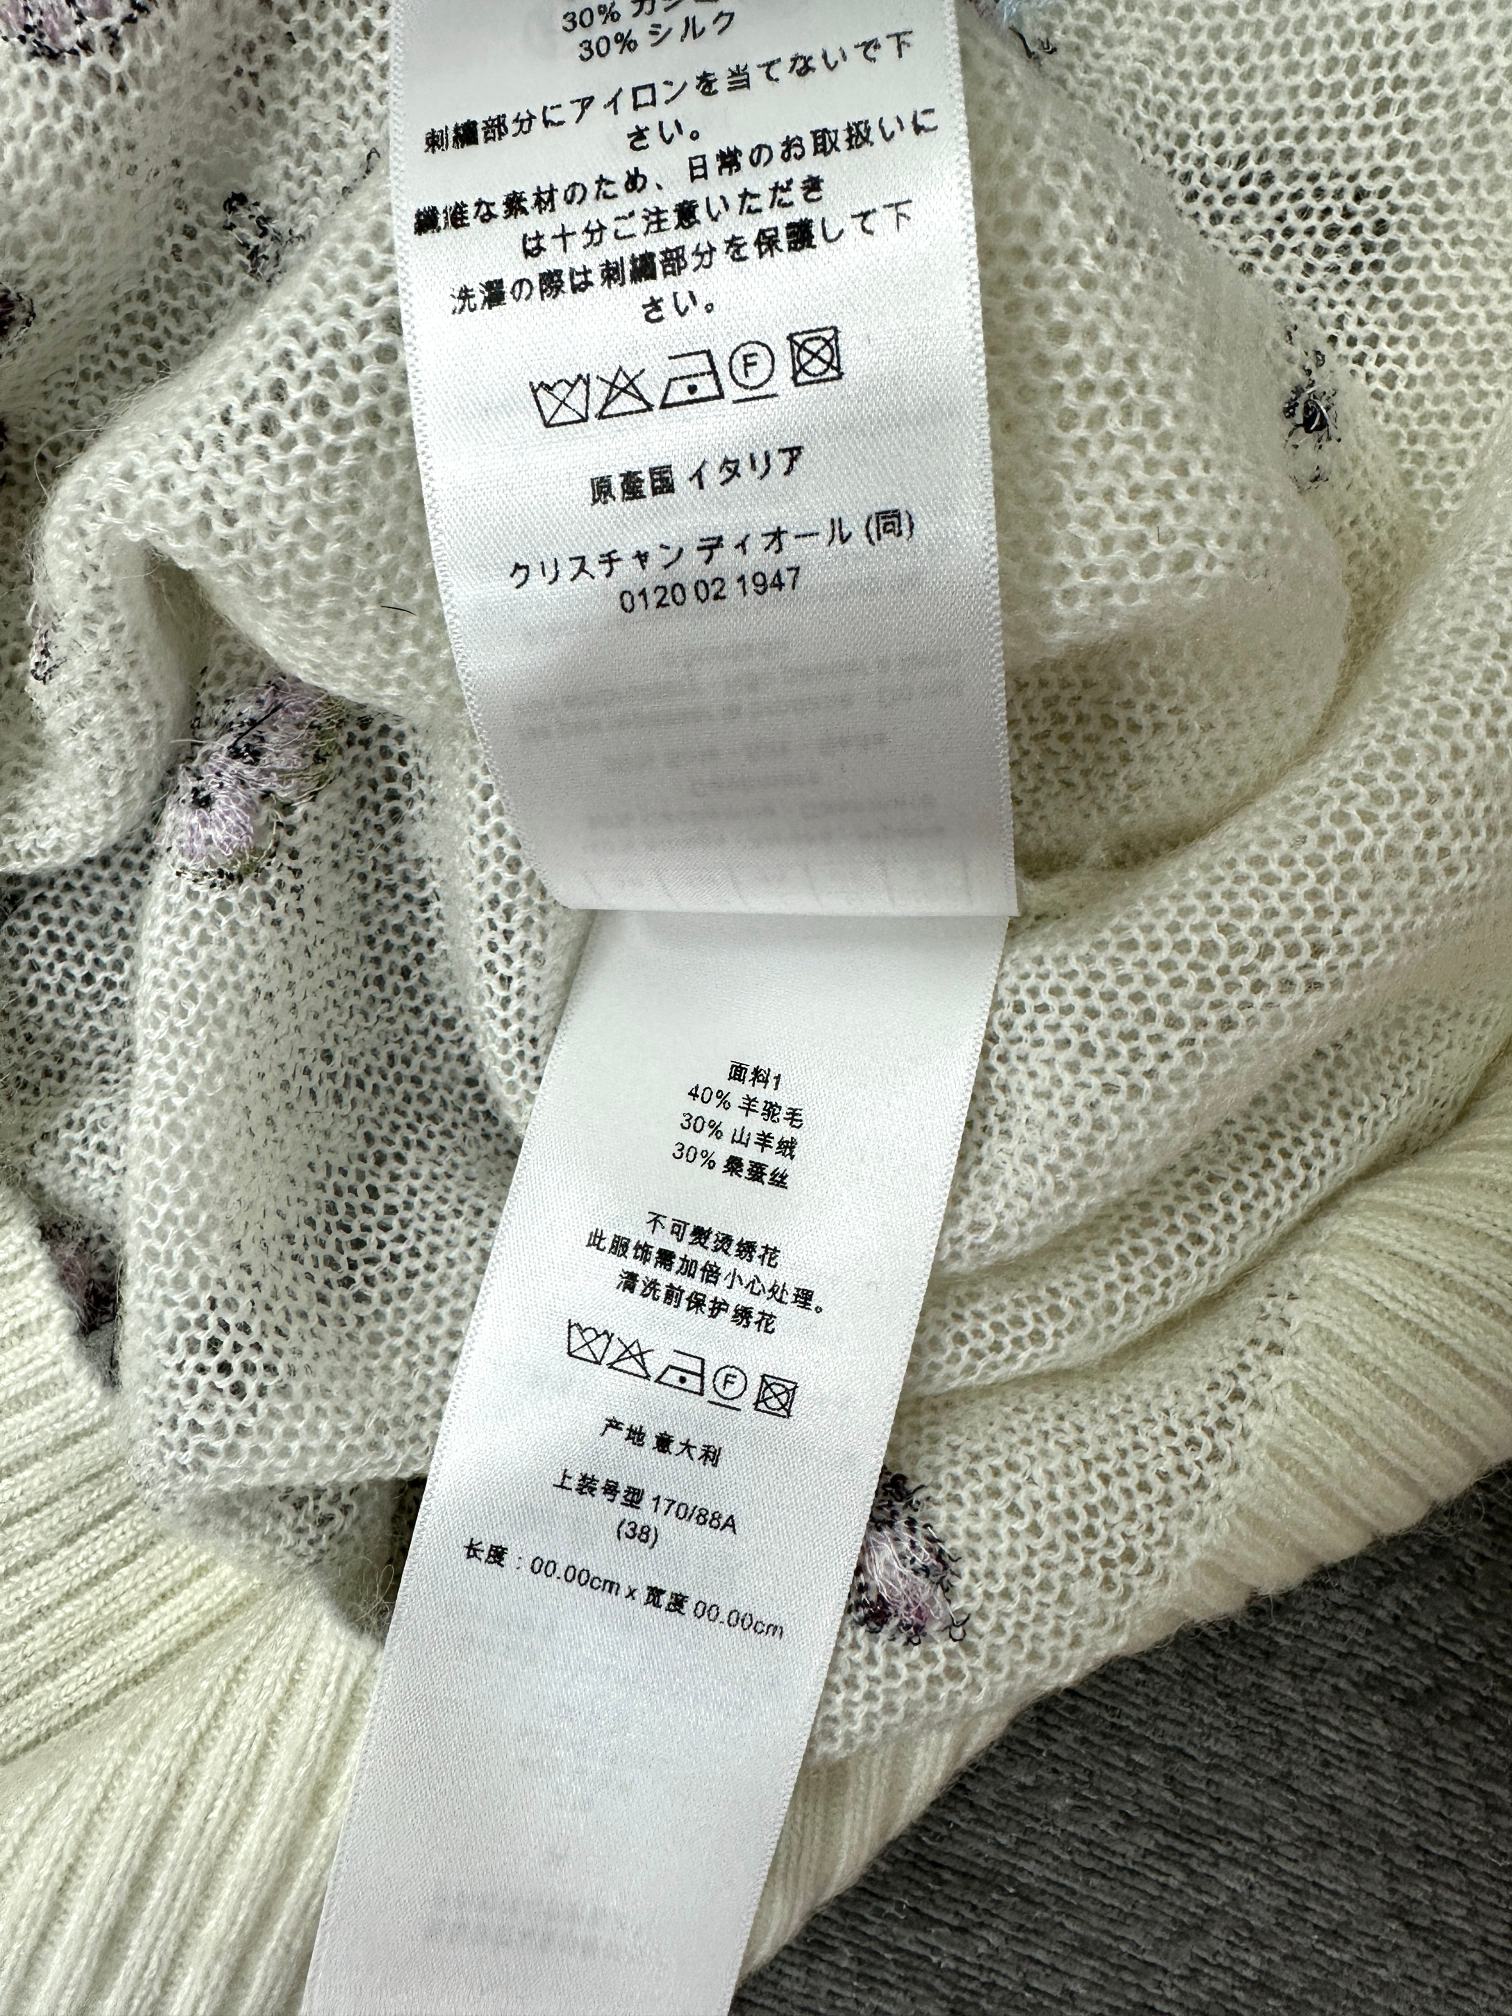 30% カシ
30% シルク
刺繍部分にアイロンを当てないで下
さい。
繊維な素材のため、日常のお取扱いに
は十分ご注意いただき
洗濯の際は刺繍部分を保護して下
さい。
F
原産国 イタリア
クリスチャン ディオール (同)
0120 02 1947
面料1
40% 羊驼毛
30% 山羊绒
30% 桑蚕丝
不可熨烫绣花
此服饰需加倍小心处理。
清洗前保护绣花
F
产地 意大利
上装号型 170/88A
(38)
长度 : 00.00cm x 宽度 00.00cm